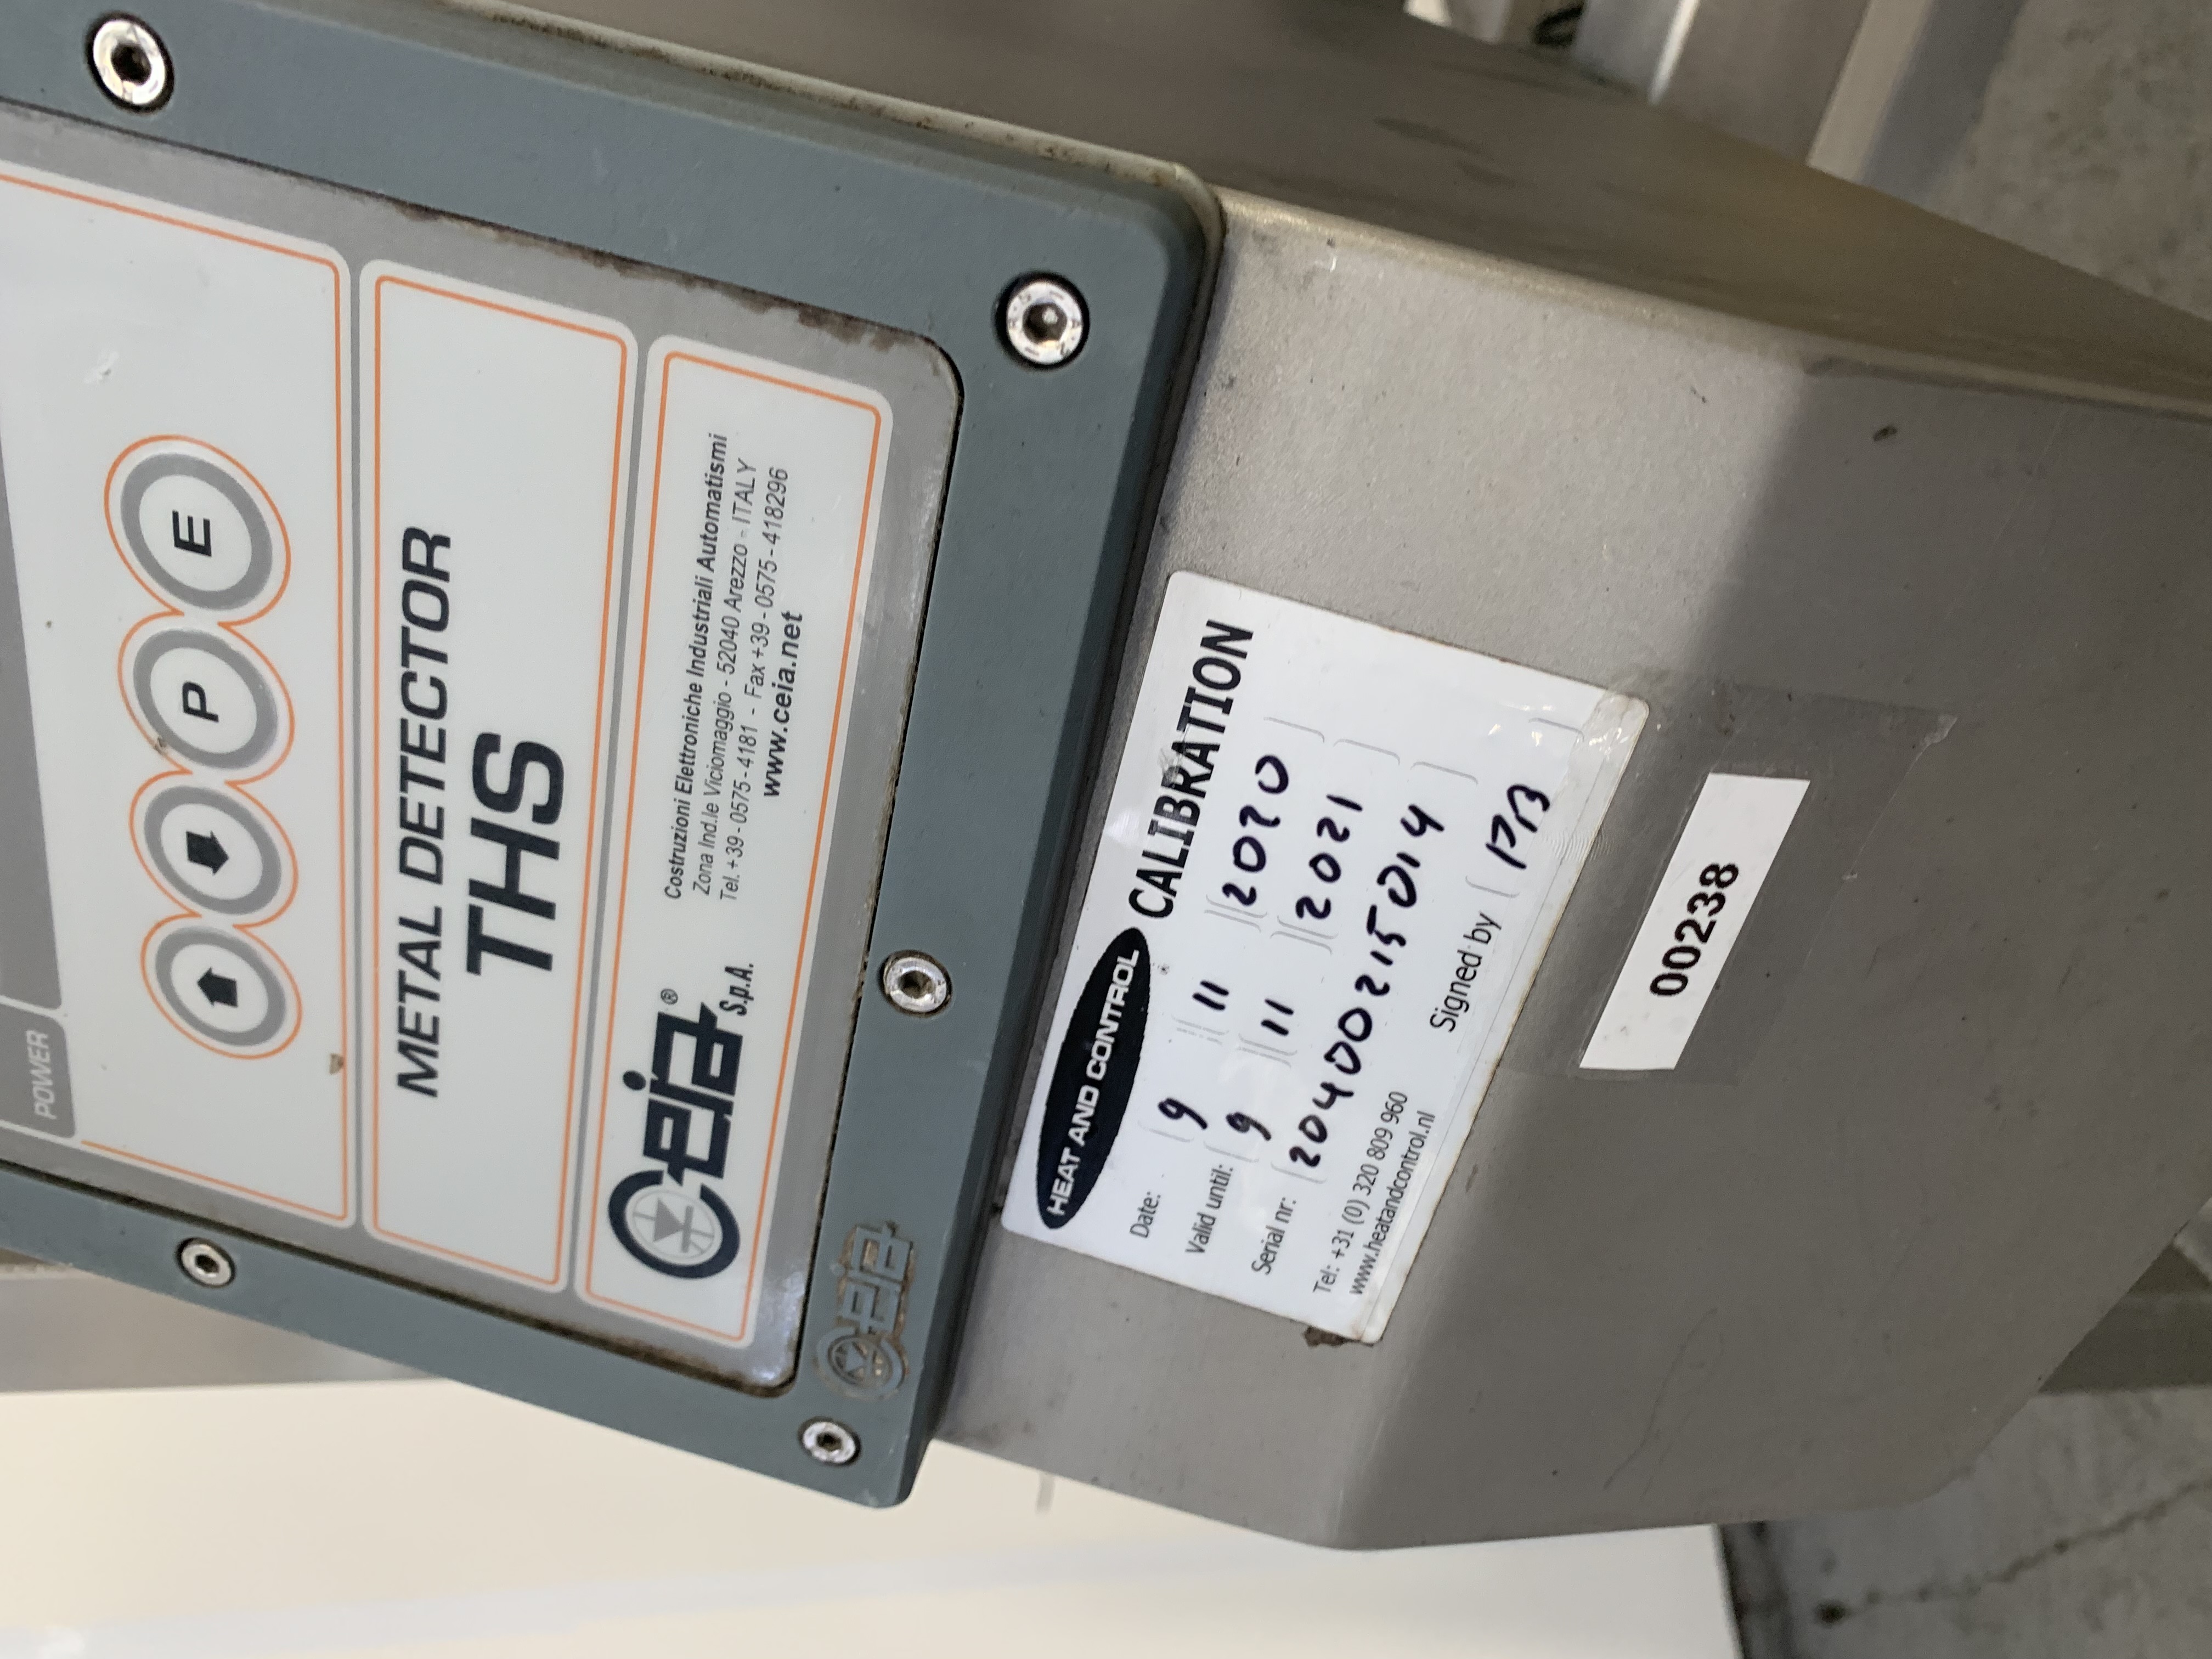 POWER
P E
METAL DETECTOR
THS
Ceia® S.p.A.
Costruzioni Elettroniche Industriali Automatismi
Zona Ind.le Viciomaggio - 52040 Arezzo - ITALY
Tel. +39-0575-4181 - Fax +39-0575-418296
www.ceia.net
Ceia
HEAT AND CONTROL® CALIBRATION
Date: (9)(11)(2020)
Valid until: (9)(11)(2021)
Serial nr: (20400215014)
Tel: +31 (0) 320 809 960
www.heatandcontrol.nl
Signed by (PB)
00238